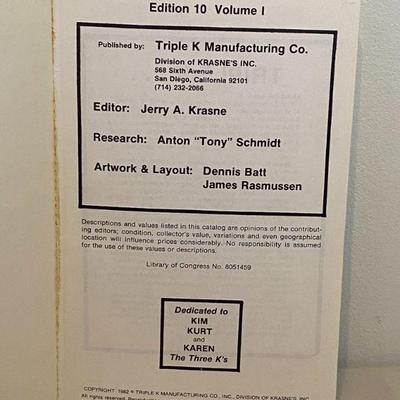 Edition 10 Volume I
Published by: Triple K Manufacturing Co.
Division of KRASNE'S INC.
568 Sixth Avenue
San Diego, California 92101
(714) 232-2066
Editor: Jerry A. Krasne
Research: Anton "Tony" Schmidt
Artwork & Layout: Dennis Batt
James Rasmussen
Descriptions and values listed in this catalog are opinions of the contribut-
ing editors; condition, collector's value, variations and even geographical
location will influence prices considerably. No responsibility is assumed
for the use of these values or descriptions.
Library of Congress No. 8051459
Dedicated to
KIM
KURT
and
KAREN
The Three K's
COPYRIGHT: 1982 © TRIPLE K MANUFACTURING CO., INC., DIVISION OF KRASNE'S, INC.
All rights reserved.